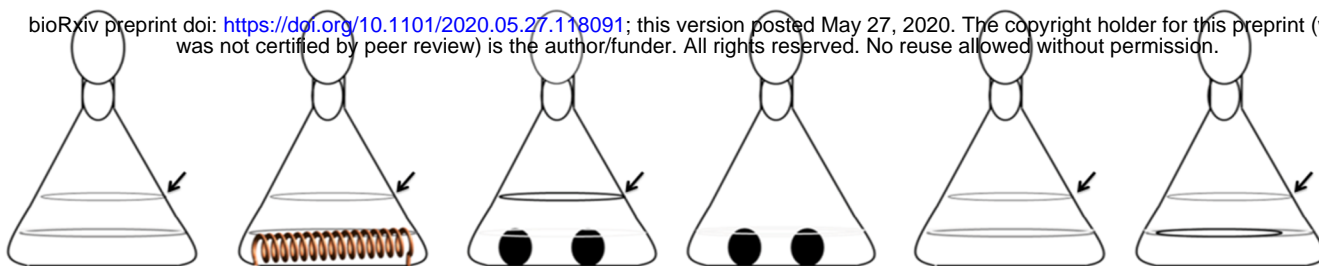 bioRxiv preprint doi: https://doi.org/10.1101/2020.05.27.118091; this version posted May 27, 2020. The copyright holder for this preprint (
was not certified by peer review) is the author/funder. All rights reserved. No reuse allowed without permission.